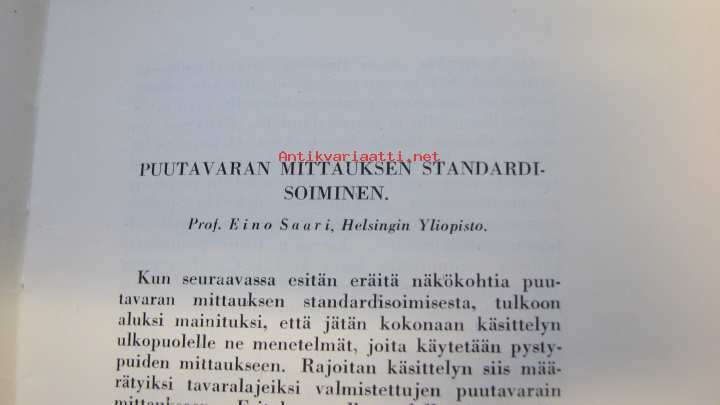 Antikvariaatti.net
PUUTAVARAN MITTAUKSEN STANDARDI-
SOIMINEN.
Prof. Eino Saari, Helsingin Yliopisto.
Kun seuraavassa esitän eräitä näkökohtia puu-
tavaran mittauksen standardisoimisesta, tulkoon
aluksi mainituksi, että jätän kokonaan käsittelyn
ulkopuolelle ne menetelmät, joita käytetään pysty-
puiden mittaukseen. Rajoitan käsittelyn siis mää-
rätyiksi tavaralajeiksi valmistettujen puutavarain